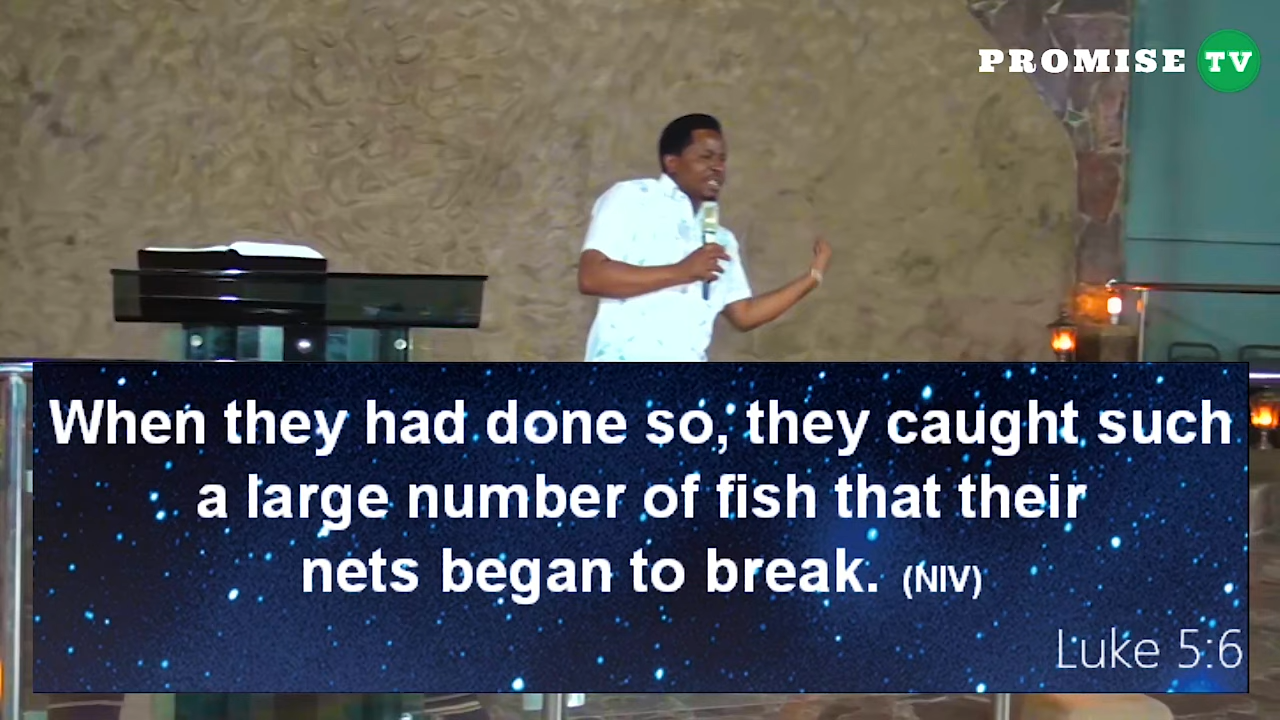 PROMISE TV
When they had done so, they caught such
a large number of fish that their
nets began to break. (NIV)
Luke 5:6